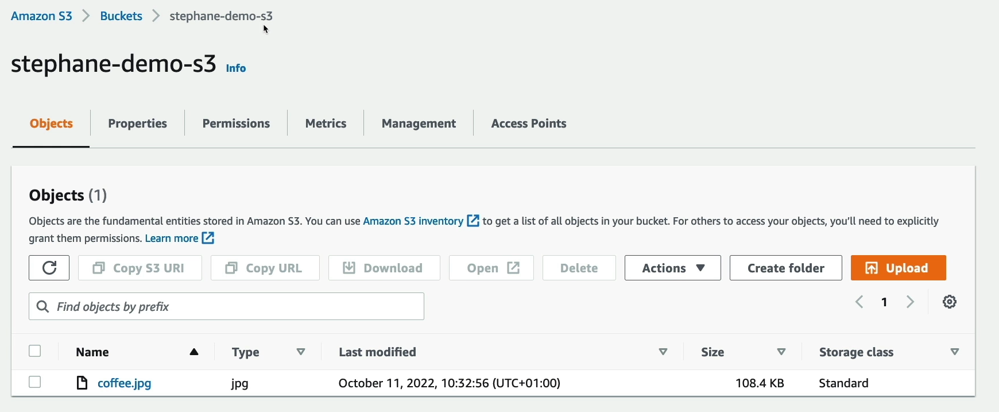 Amazon S3 > Buckets > stephane-demo-s3
stephane-demo-s3 Info
Objects Properties Permissions Metrics Management Access Points
Objects (1)
Objects are the fundamental entities stored in Amazon S3. You can use Amazon S3 inventory to get a list of all objects in your bucket. For others to access your objects, you'll need to explicitly
grant them permissions. Learn more
Copy S3 URI Copy URL Download Open Delete Actions Create folder Upload
Find objects by prefix 1
Name Type Last modified Size Storage class
coffee.jpg jpg October 11, 2022, 10:32:56 (UTC+01:00) 108.4 KB Standard